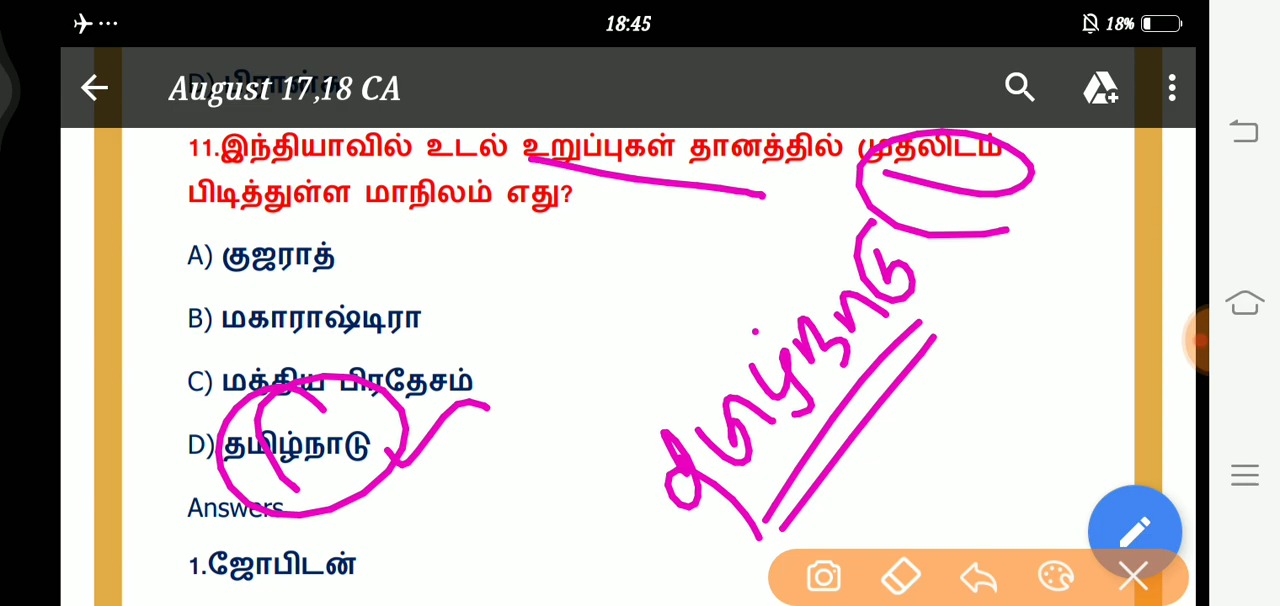 18:45
18%
August 17,18 CA
11.இந்தியாவில் உடல் உறுப்புகள் தானத்தில் முதலிடம்
பிடித்துள்ள மாநிலம் எது?
A) குஜராத்
B) மகாராஷ்டிரா
C) மத்திய பிரதேசம்
D) தமிழ்நாடு
தமிழ்நாடு
Answers
1.ஜோபிடன்